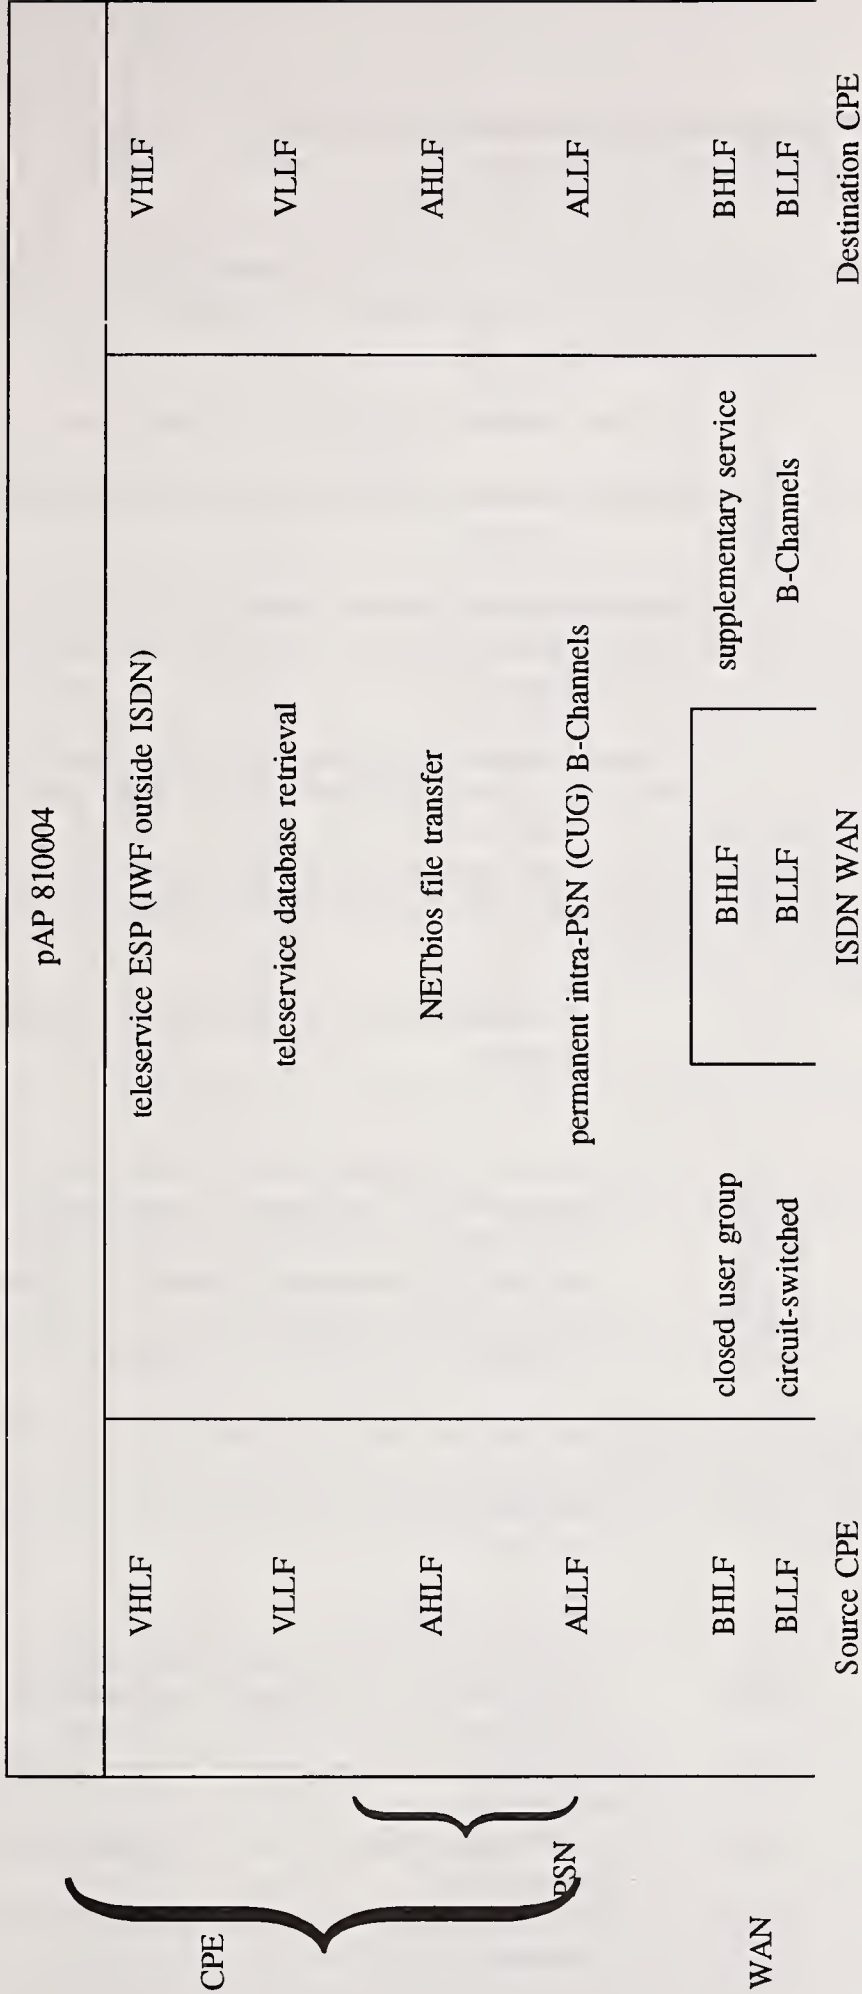 pAP 810004
VHLF teleservice ESP (IWF outside ISDN) VHLF
CPE
VLLF teleservice database retrieval VLLF
AHLF NETbios file transfer AHLF
PSN
ALLF permanent intra-PSN (CUG) B-Channels ALLF
BHLF closed user group BHLF supplementary service BHLF
WAN
BLLF circuit-switched BLLF B-Channels BLLF
Source CPE ISDN WAN Destination CPE